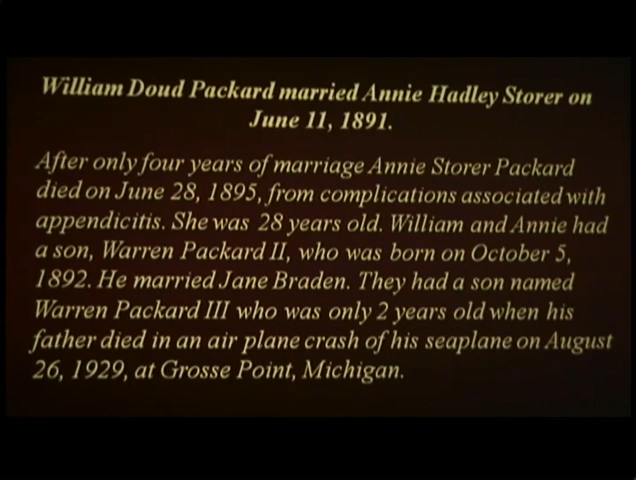 William Doud Packard married Annie Hadley Storer on
June 11, 1891.
After only four years of marriage Annie Storer Packard
died on June 28, 1895, from complications associated with
appendicitis. She was 28 years old. William and Annie had
a son, Warren Packard II, who was born on October 5,
1892. He married Jane Braden. They had a son named
Warren Packard III who was only 2 years old when his
father died in an air plane crash of his seaplane on August
26, 1929, at Grosse Point, Michigan.